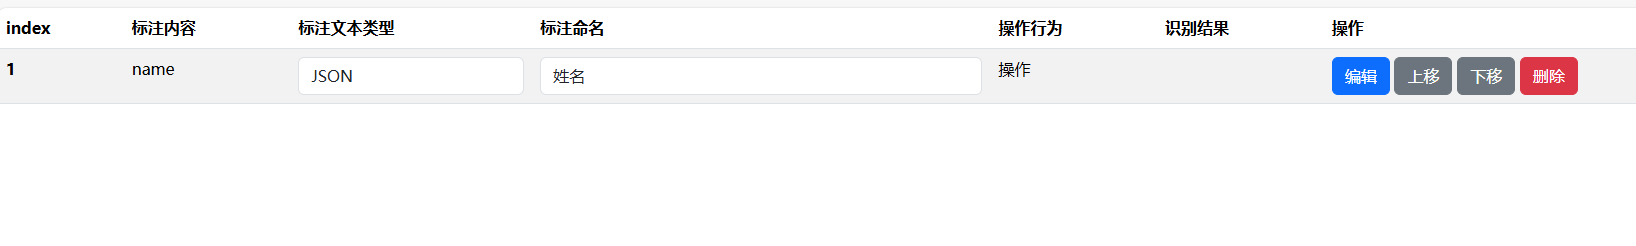 index 标注内容 标注文本类型 标注命名 操作行为 识别结果 操作
1 name JSON 姓名 操作 编辑 上移 下移 删除